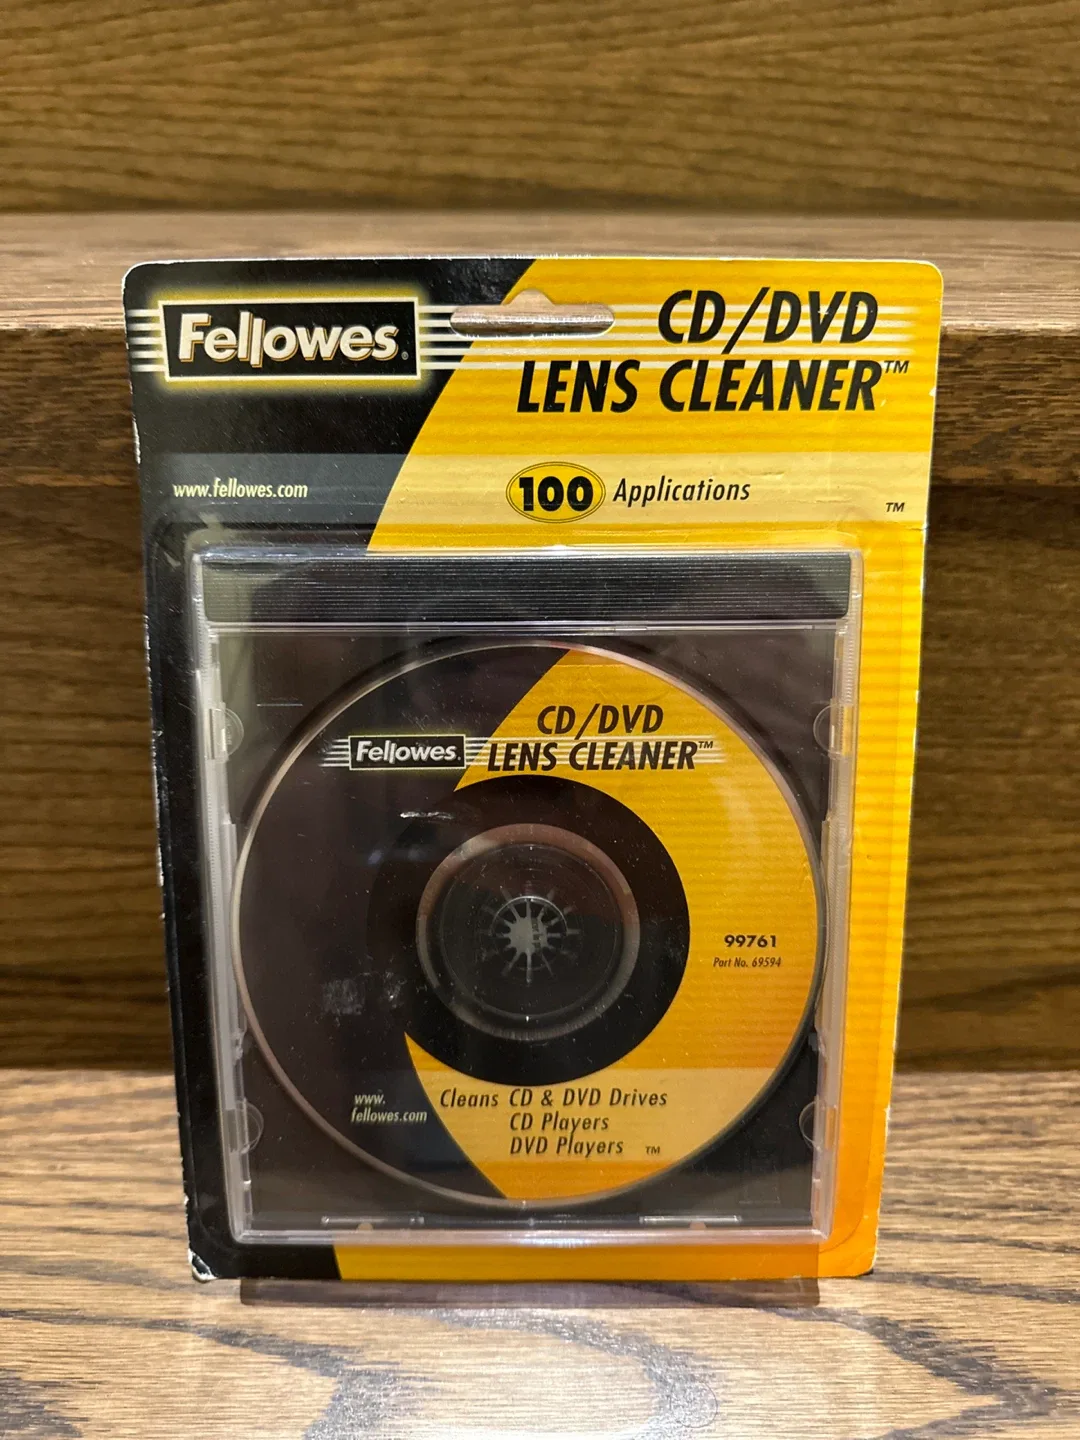 Fellowes®
CD/DVD
LENS CLEANER™
www.fellowes.com
100 Applications
™
CD/DVD
Fellowes® LENS CLEANER™
99761
Part No. 69594
www.
fellowes.com
Cleans CD & DVD Drives
CD Players
DVD Players ™